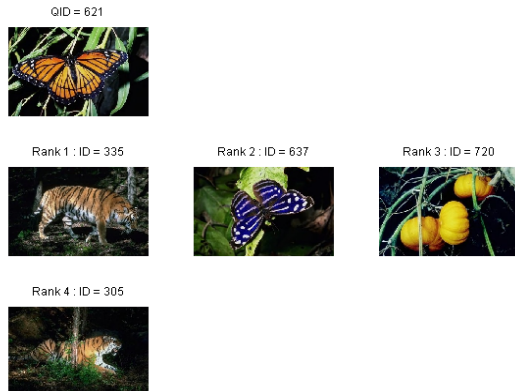 QID = 621
Rank 1 : ID = 335
Rank 2 : ID = 637
Rank 3 : ID = 720
Rank 4 : ID = 305